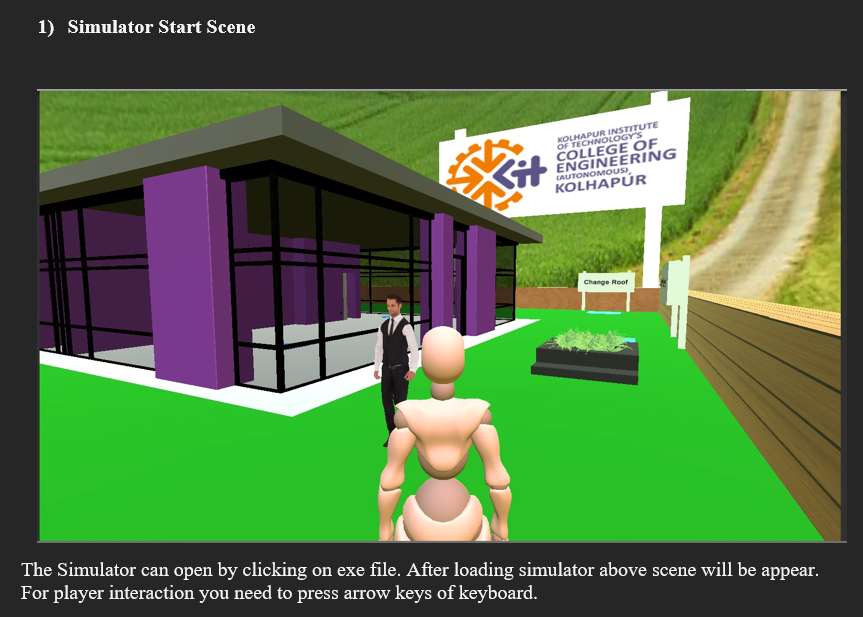 1) Simulator Start Scene
kit
KOLHAPUR INSTITUTE
OF TECHNOLOGY'S
COLLEGE OF
ENGINEERING
(AUTONOMOUS),
KOLHAPUR
Change Roof
The Simulator can open by clicking on exe file. After loading simulator above scene will be appear.
For player interaction you need to press arrow keys of keyboard.